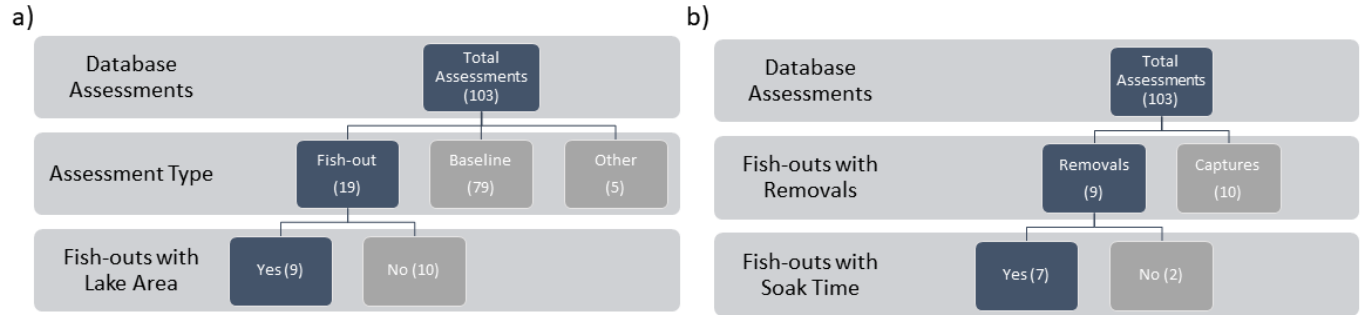 a)
Database
Assessments
Total
Assessments
(103)
Assessment Type
Fish-out
(19)
Baseline
(79)
Other
(5)
Fish-outs with
Lake Area
Yes (9)
No (10)
b)
Database
Assessments
Total
Assessments
(103)
Fish-outs with
Removals
Removals
(9)
Captures
(10)
Fish-outs with
Soak Time
Yes (7)
No (2)